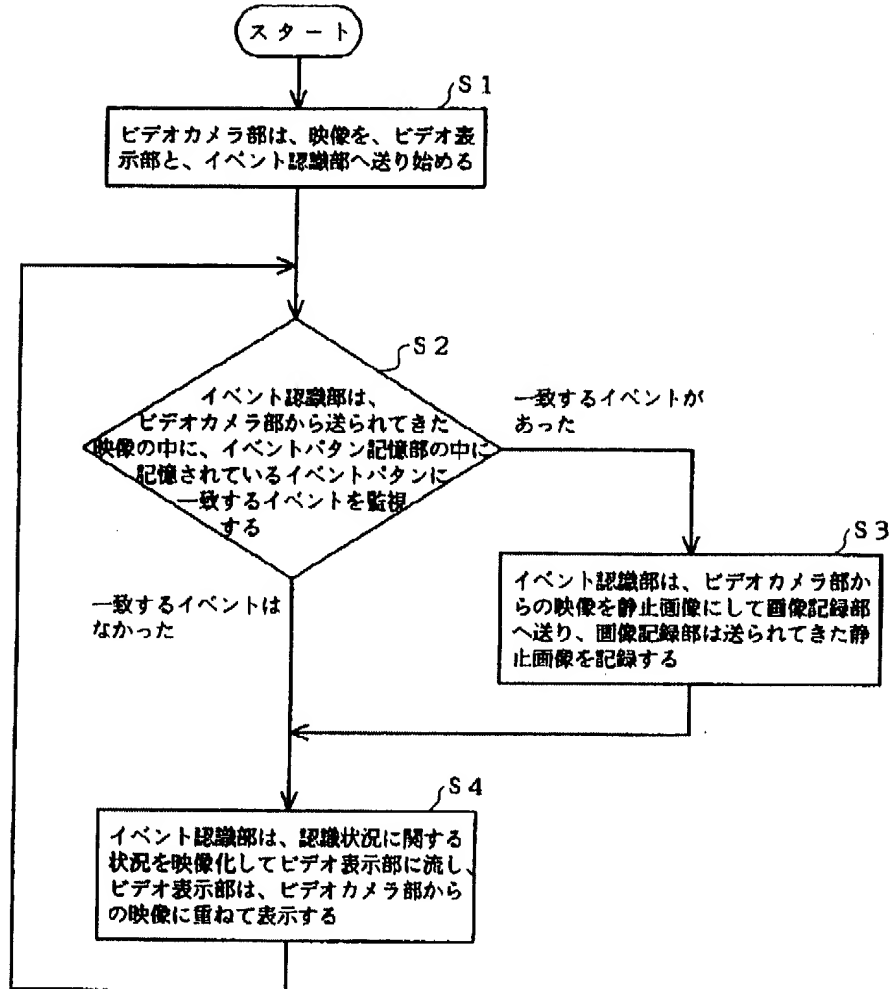 スタート
S1
ビデオカメラ部は、映像を、ビデオ表
示部と、イベント認識部へ送り始める
S2
イベント認識部は、
ビデオカメラ部から送られてきた
映像の中に、イベントパタン記憶部の中に
記憶されているイベントパタンに
一致するイベントを監視
する
一致するイベントが
あった
S3
イベント認識部は、ビデオカメラ部か
らの映像を静止画像にして画像記録部
へ送り、画像記録部は送られてきた静
止画像を記録する
一致するイベントは
なかった
S4
イベント認識部は、認識状況に関する
状況を映像化してビデオ表示部に流し、
ビデオ表示部は、ビデオカメラ部から
の映像に重ねて表示する